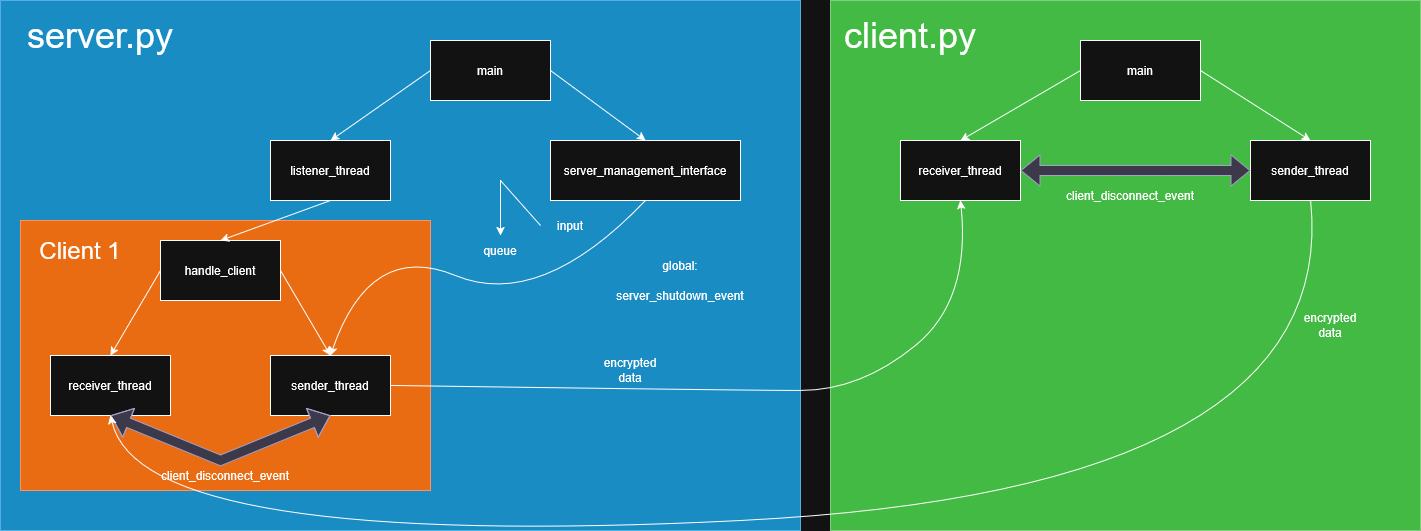 server.py
main
listener_thread
server_management_interface
input
queue
global:
server_shutdown_event
Client 1
handle_client
receiver_thread
sender_thread
client_disconnect_event
encrypted
data
client.py
main
receiver_thread
sender_thread
client_disconnect_event
encrypted
data